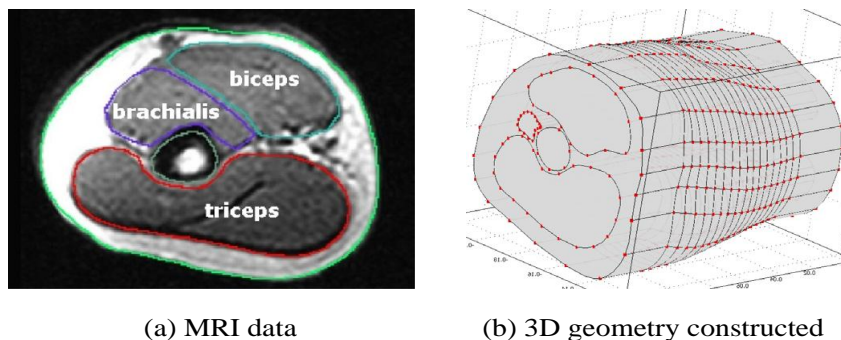 biceps
brachialis
triceps
(a) MRI data
(b) 3D geometry constructed